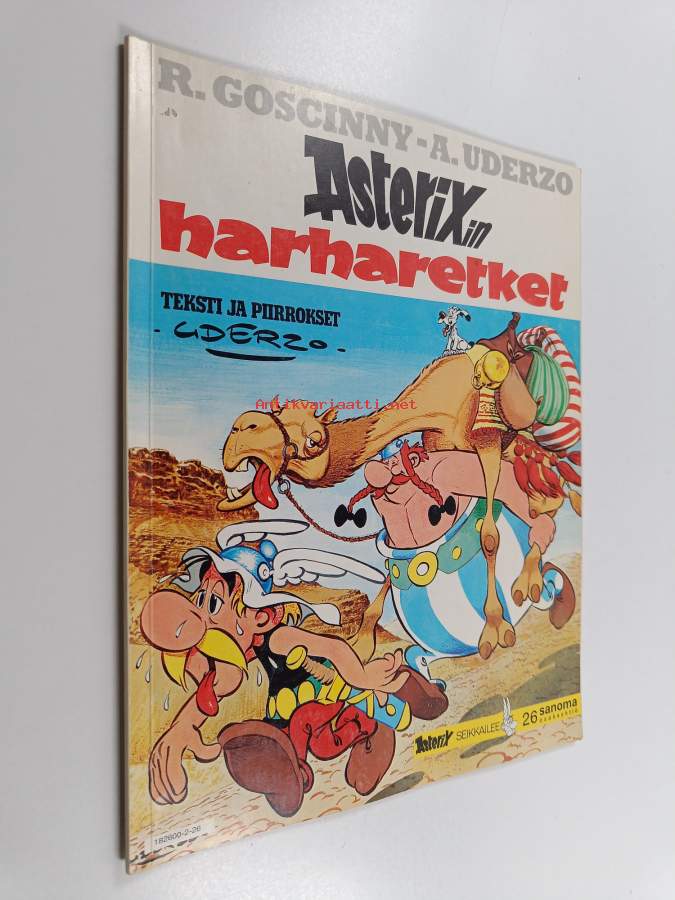 R. GOSCINNY - A. UDERZO
Asterixin
harharetket
TEKSTI JA PIIRROKSET
- UDERZO -
Antikvariaatti.net
Asterix SEIKKAILEE 26 sanoma
182600-2-26